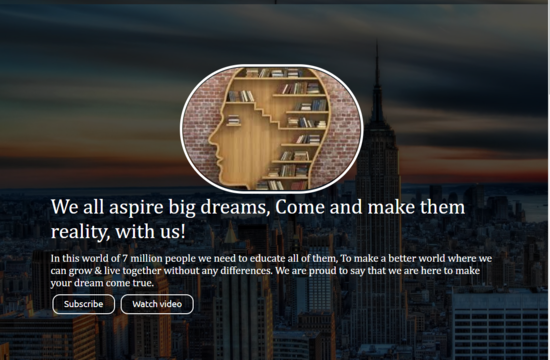 We all aspire big dreams, Come and make them
reality, with us!
In this world of 7 million people we need to educate all of them, To make a better world where we
can grow & live together without any differences. We are proud to say that we are here to make
your dream come true.
Subscribe
Watch video